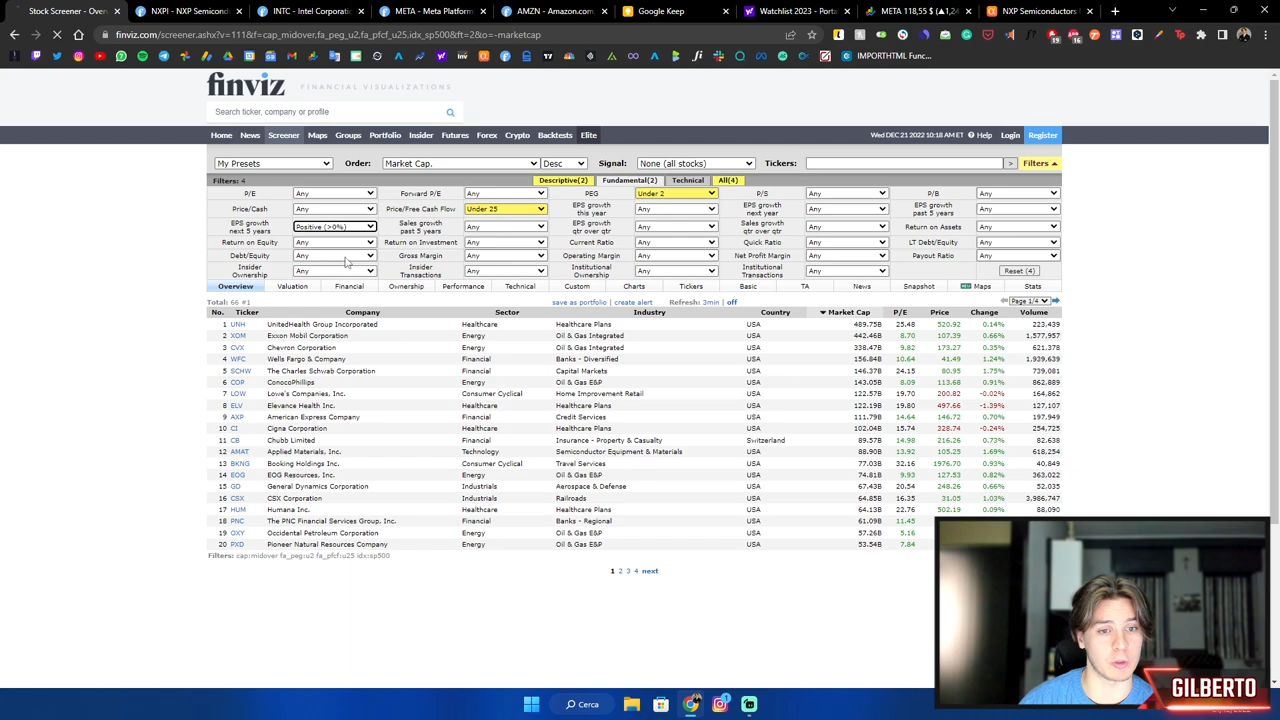 Stock Screener - Overv
NXPI - NXP Semiconducto
INTC - Intel Corporation
META - Meta Platform
AMZN - Amazon.com
Google Keep
Watchlist 2023 - Porta
META 118,55 $ (▲1,24
NXP Semiconductors
finviz.com/screener.ashx?v=111&f=cap_midover,fa_peg_u2,fa_pfcf_u25,idx_sp500&ft=2&o=-marketcap
IMPORTHTML Func...
finviz FINANCIAL VISUALIZATIONS
Search ticker, company or profile
Home News Screener Maps Groups Portfolio Insider Futures Forex Crypto Backtests Elite Wed DEC 21 2022 10:18 AM ET Help Login Register
My Presets Order: Market Cap. Desc Signal: None (all stocks) Tickers: > Filters
Filters: 4 Descriptive(2) Fundamental(2) Technical All(4)
P/E Any Forward P/E Any PEG Under 2 P/S Any P/B Any
Price/Cash Any Price/Free Cash Flow Under 25 EPS growth this year Any EPS growth next year Any EPS growth past 5 years Any
EPS growth next 5 years Positive (>0%) Sales growth past 5 years Any EPS growth qtr over qtr Any Sales growth qtr over qtr Any Return on Assets Any
Return on Equity Any Return on Investment Any Current Ratio Any Quick Ratio Any LT Debt/Equity Any
Debt/Equity Any Gross Margin Any Operating Margin Any Net Profit Margin Any Payout Ratio Any
Insider Ownership Any Insider Transactions Any Institutional Ownership Any Institutional Transactions Any Reset (4)
Overview Valuation Financial Ownership Performance Technical Custom Charts Tickers Basic TA News Snapshot NEW Maps Stats
Total: 66 #1 save as portfolio | create alert Refresh: 3min | off Page 1/4
No. Ticker Company Sector Industry Country Market Cap P/E Price Change Volume
1 UNH UnitedHealth Group Incorporated Healthcare Healthcare Plans USA 489.75B 25.48 520.92 0.14% 223,439
2 XOM Exxon Mobil Corporation Energy Oil & Gas Integrated USA 442.46B 8.70 107.39 0.66% 1,577,957
3 CVX Chevron Corporation Energy Oil & Gas Integrated USA 338.47B 9.82 173.27 0.35% 621,378
4 WFC Wells Fargo & Company Financial Banks - Diversified USA 156.84B 10.64 41.49 1.24% 1,939,639
5 SCHW The Charles Schwab Corporation Financial Capital Markets USA 146.37B 24.15 80.95 1.75% 739,081
6 COP ConocoPhillips Energy Oil & Gas E&P USA 143.05B 8.09 113.68 0.91% 862,889
7 LOW Lowe's Companies, Inc. Consumer Cyclical Home Improvement Retail USA 122.57B 19.70 200.82 -0.02% 164,862
8 ELV Elevance Health Inc. Healthcare Healthcare Plans USA 122.19B 19.80 497.66 -1.39% 127,107
9 AXP American Express Company Financial Credit Services USA 111.79B 14.64 146.72 0.70% 197,949
10 CI Cigna Corporation Healthcare Healthcare Plans USA 102.04B 15.74 328.74 -0.24% 254,725
11 CB Chubb Limited Financial Insurance - Property & Casualty Switzerland 89.57B 14.98 216.26 0.73% 82,638
12 AMAT Applied Materials, Inc. Technology Semiconductor Equipment & Materials USA 88.90B 13.92 105.25 1.69% 618,254
13 BKNG Booking Holdings Inc. Consumer Cyclical Travel Services USA 77.03B 32.16 1976.70 0.93% 40,849
14 EOG EOG Resources, Inc. Energy Oil & Gas E&P USA 74.81B 9.93 127.53 0.82% 363,022
15 GD General Dynamics Corporation Industrials Aerospace & Defense USA 67.43B 20.54 248.26 0.66% 52,035
16 CSX CSX Corporation Industrials Railroads USA 64.85B 16.35 31.05 1.03% 3,986,747
17 HUM Humana Inc. Healthcare Healthcare Plans USA 64.13B 22.76 502.19 0.09% 88,090
18 PNC The PNC Financial Services Group, Inc. Financial Banks - Regional USA 61.09B 11.45
19 OXY Occidental Petroleum Corporation Energy Oil & Gas E&P USA 57.26B 5.16
20 PXD Pioneer Natural Resources Company Energy Oil & Gas E&P USA 53.54B 7.84
Filters: cap:midover fa_peg:u2 fa_pfcf:u25 idx:sp500
1 2 3 4 next
GILBERTO
Cerca